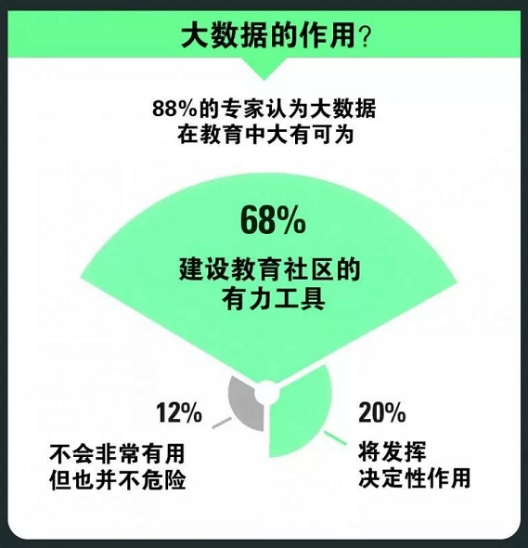 大数据的作用?
88%的专家认为大数据
在教育中大有可为
68%
建设教育社区的
有力工具
12%
不会非常有用
但也并不危险
20%
将发挥
决定性作用